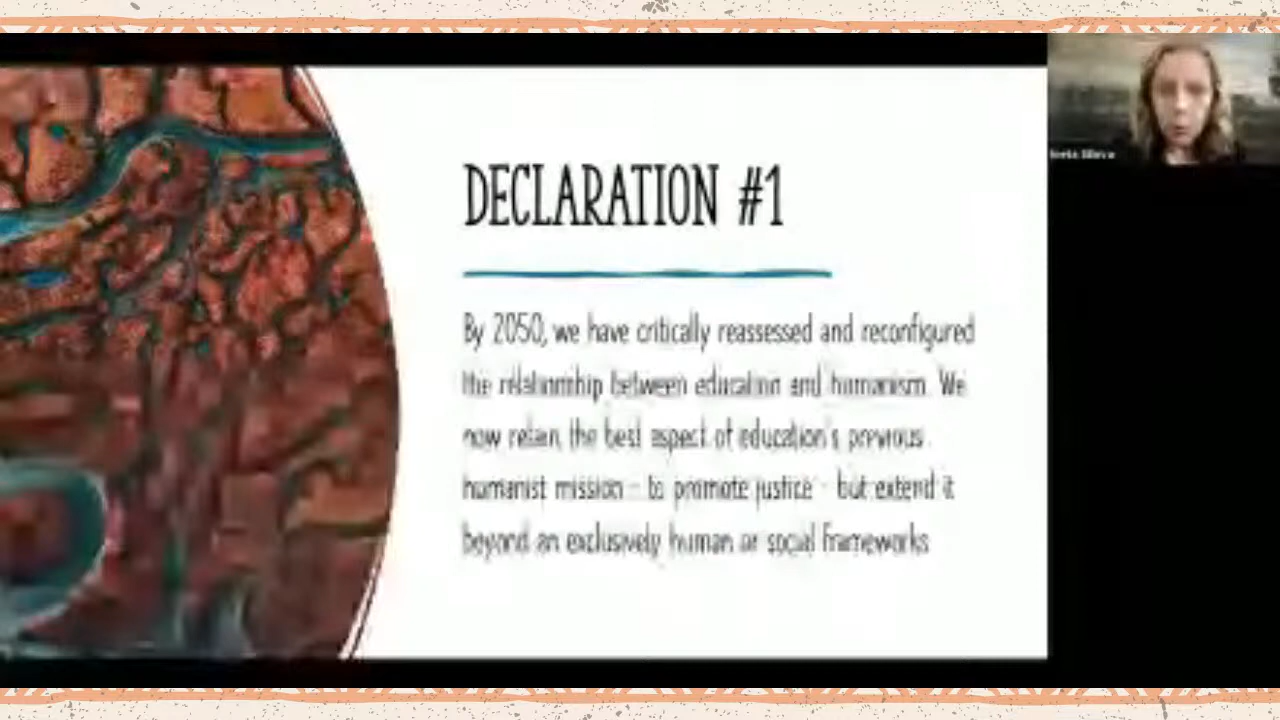 DECLARATION #1
By 2050, we have critically reassessed and reconfigured
the relationship between education and humanism. We
now retain the best aspect of education's previous
humanist mission - to promote justice - but extend it
beyond an exclusively human or social frameworks